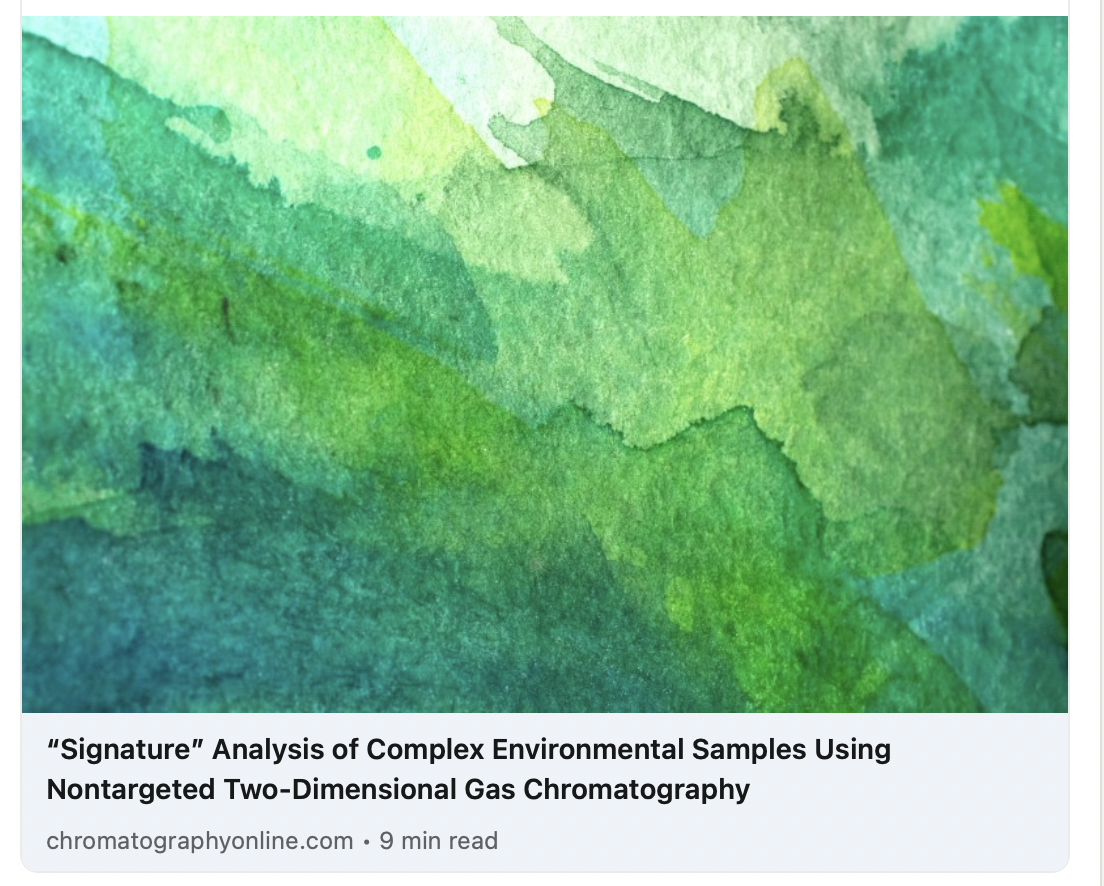 “Signature” Analysis of Complex Environmental Samples Using
Nontargeted Two-Dimensional Gas Chromatography
chromatographyonline.com • 9 min read